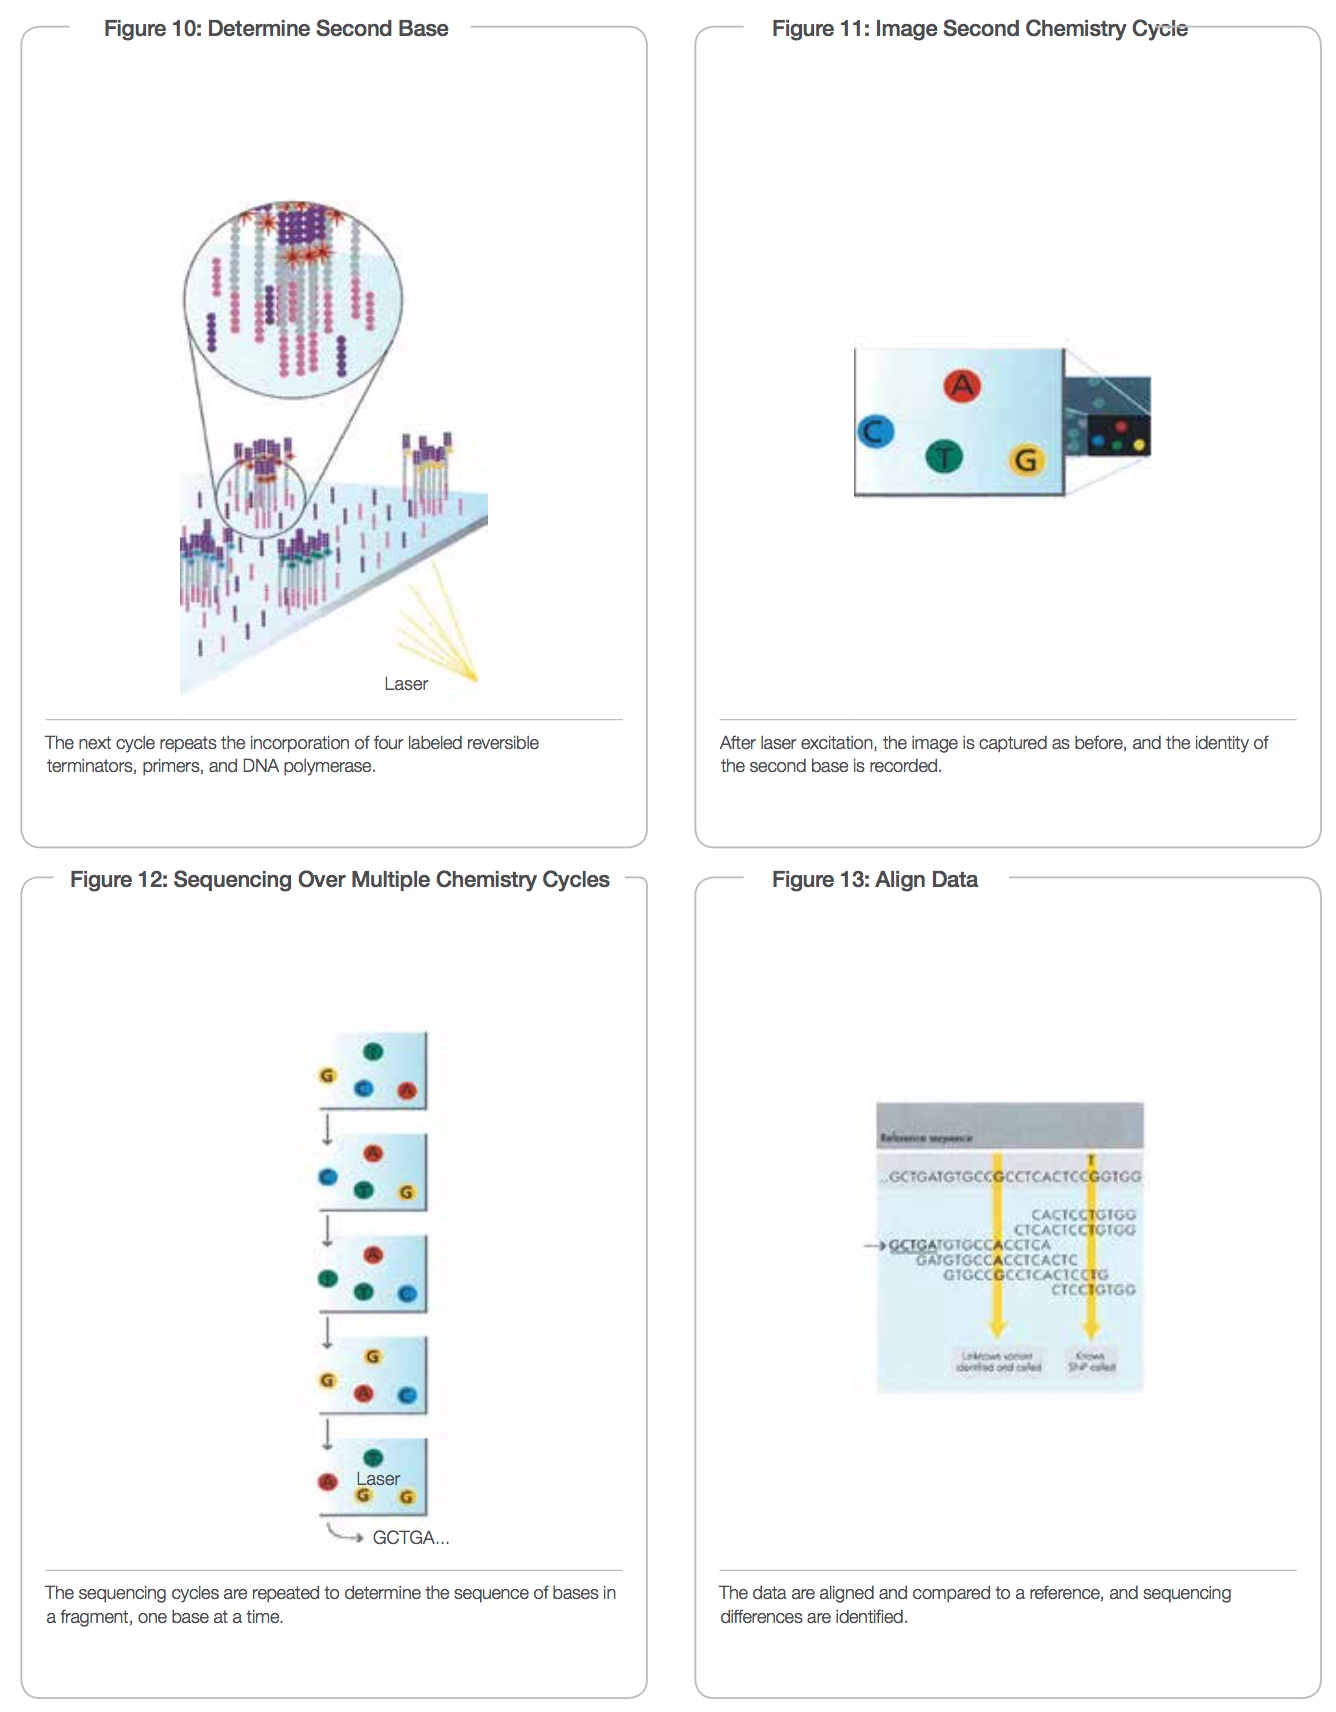 Figure 10: Determine Second Base
Laser
The next cycle repeats the incorporation of four labeled reversible
terminators, primers, and DNA polymerase.
Figure 11: Image Second Chemistry Cycle
A
C
T
G
After laser excitation, the image is captured as before, and the identity of
the second base is recorded.
Figure 12: Sequencing Over Multiple Chemistry Cycles
T
G
C
A
A
C
T
G
A
T
T
C
G
G
A
C
T
Laser
A
G
G
GCTGA...
The sequencing cycles are repeated to determine the sequence of bases in
a fragment, one base at a time.
Figure 13: Align Data
Reference sequence
T
...GCTGATGTGCCGCCTCACTCCGGTGG
CACTCCTGTGG
CTCACTCCTGTGG
GCTGATGTGCCACCTCA
GATGTGCCACCTCACTC
GTGCCGCCTCACTCCTG
CTCCTGTGG
Unknown variant
identified and called
Known
SNP called
The data are aligned and compared to a reference, and sequencing
differences are identified.